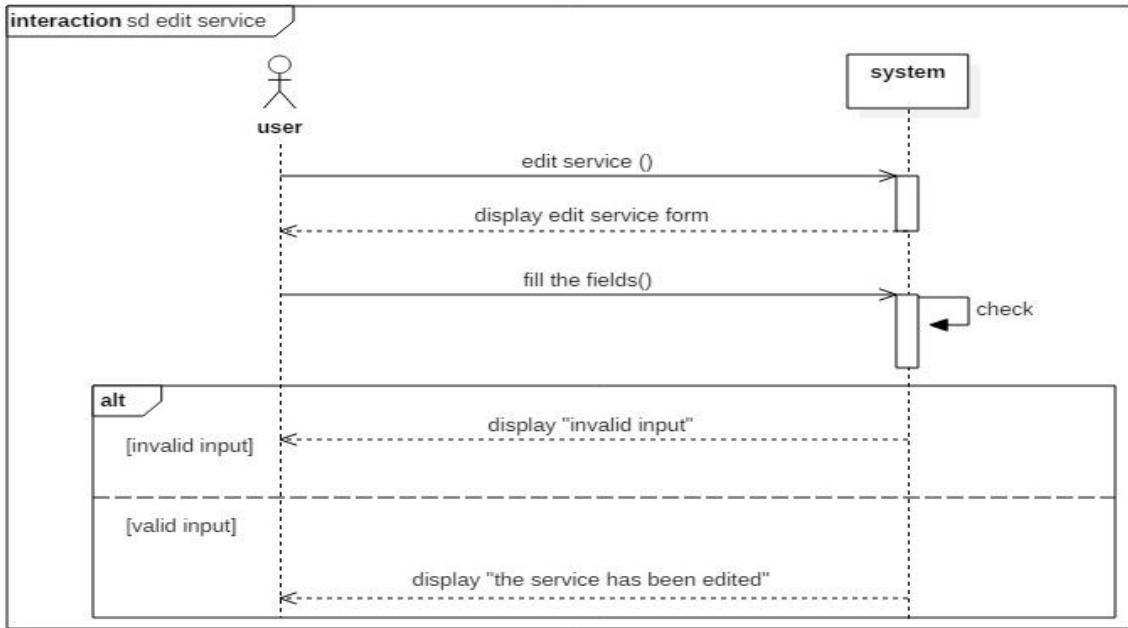 interaction sd edit service
system
user
edit service ()
display edit service form
fill the fields()
check
alt
display "invalid input"
[invalid input]
[valid input]
display "the service has been edited"